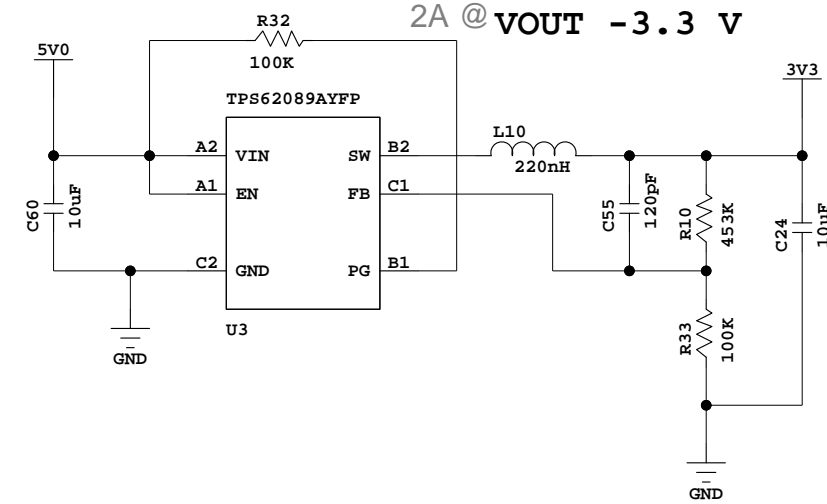 2A @ VOUT -3.3 V
R32
100K
5V0
3V3
TPS62089AYFP
A2 VIN SW B2
L10
220nH
A1 EN FB C1
C60
10uF
C55
120pF
R10
453K
C24
10uF
C2 GND PG B1
U3
GND
R33
100K
GND